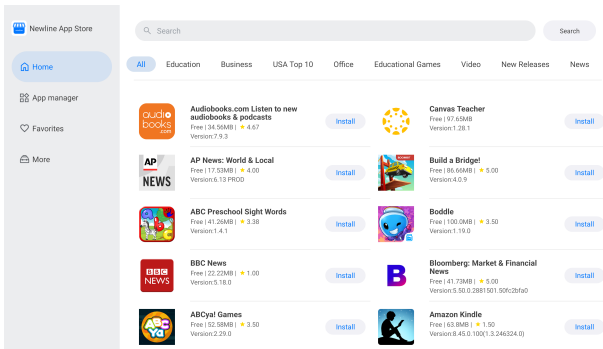 Newline App Store
Search
Search
Home
App manager
Favorites
More
All Education Business USA Top 10 Office Educational Games Video New Releases News
audio
books
.com
Audiobooks.com Listen to new
audiobooks & podcasts
Free | 34.56MB | ★ 4.67
Version:7.9.3
Install
Canvas Teacher
Free | 97.65MB
Version:1.28.1
Install
AP
NEWS
AP News: World & Local
Free | 17.53MB | ★ 4.00
Version:6.13 PROD
Install
Build a Bridge!
Free | 86.66MB | ★ 5.00
Version:4.0.9
Install
ABC Preschool Sight Words
Free | 41.26MB | ★ 3.38
Version:1.4.1
Install
Boddle
Free | 100.0MB | ★ 3.50
Version:1.19.0
Install
BBC
NEWS
BBC News
Free | 22.22MB | ★ 1.00
Version:5.18.0
Install
B
Bloomberg: Market & Financial
News
Free | 41.73MB | ★ 5.00
Version:5.50.0.2881501.50fc2bfa0
Install
ABC
Ya!
ABCya! Games
Free | 52.58MB | ★ 3.50
Version:2.29.0
Install
Amazon Kindle
Free | 63.8MB | ★ 1.50
Version:8.45.0.100(1.3.246324.0)
Install